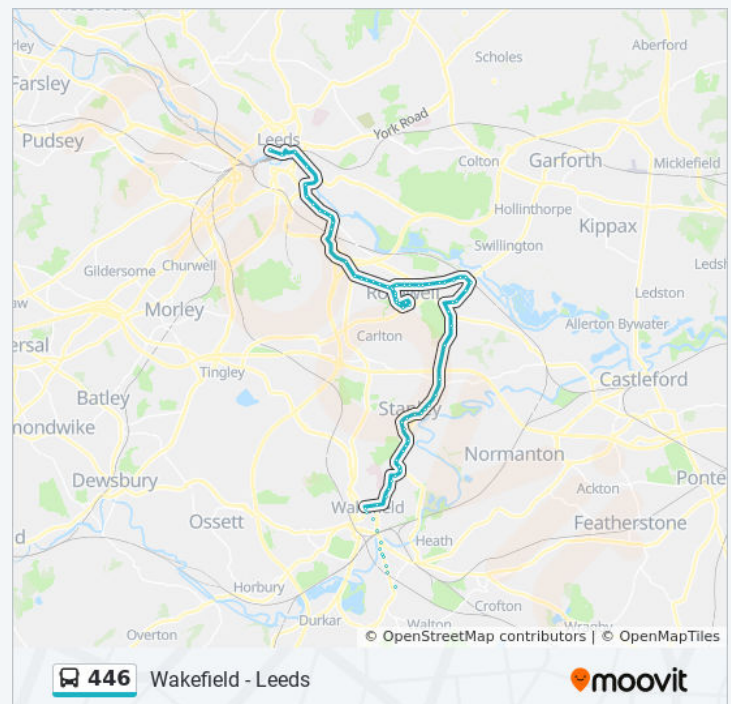 Scholes
Aberford
Farsley
Pudsey
Leeds
York Road
Colton
Garforth
Micklefield
Hollinthorpe
Kippax
Swillington
Gildersome
Churwell
Ledston
Morley
Carlton
Allerton Bywater
Tingley
Castleford
Batley
Stanley
Normanton
Dewsbury
Ackton
Wakefield
Ossett
Featherstone
Heath
Horbury
Crofton
Walton
Overton
© OpenStreetMap contributors | © OpenMapTiles
446 Wakefield - Leeds
moovit